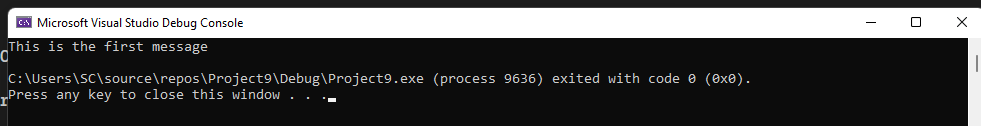 Microsoft Visual Studio Debug Console
This is the first message
C:\Users\SC\source\repos\Project9\Debug\Project9.exe (process 9636) exited with code 0 (0x0).
Press any key to close this window . . .